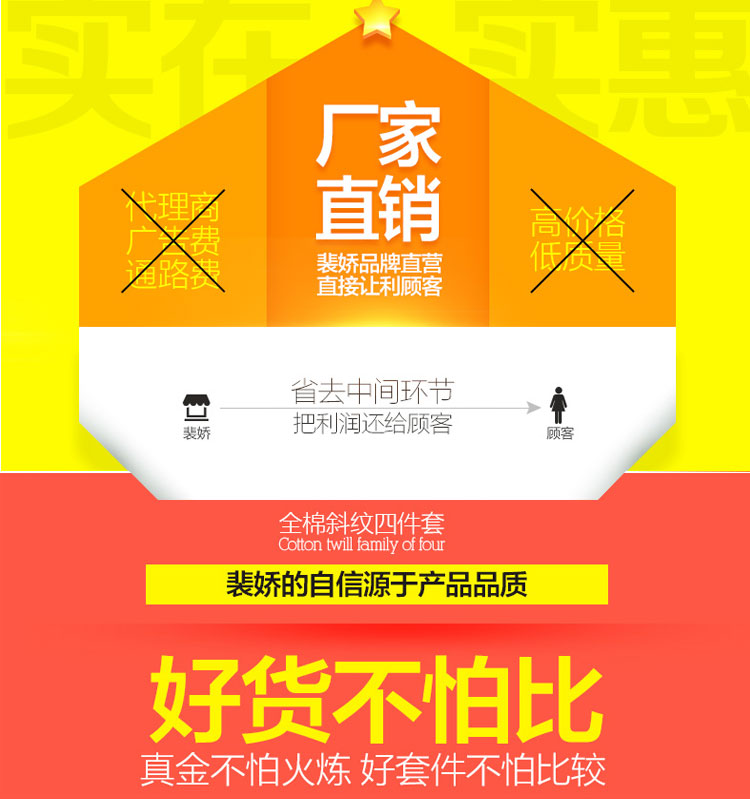 实在 实惠
厂家
直销
裴娇品牌直营
直接让利顾客
代理商
广告费
通路费
高价格
低质量
省去中间环节
把利润还给顾客
裴娇
顾客
全棉斜纹四件套
Cotton twill family of four
裴娇的自信源于产品品质
好货不怕比
真金不怕火炼 好套件不怕比较